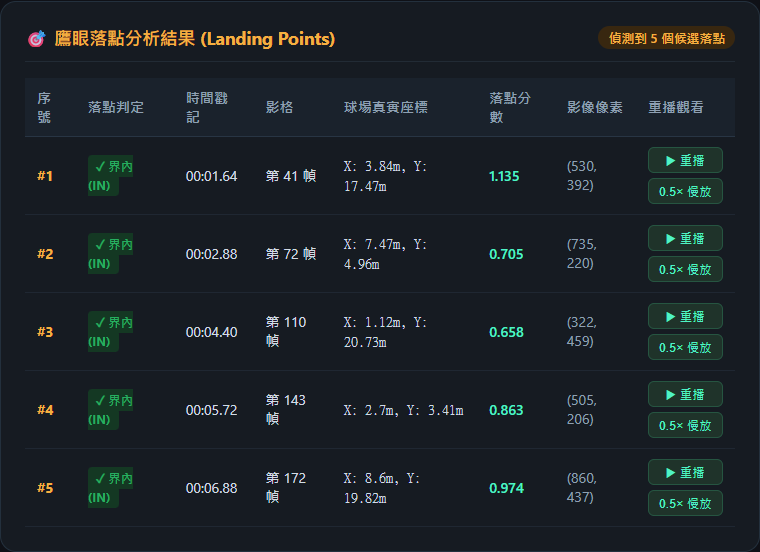 🎯 鷹眼落點分析結果 (Landing Points)
偵測到 5 個候選落點
序號 落點判定 時間戳記 影格 球場真實座標 落點分數 影像像素 重播觀看
#1 ✓ 界內 (IN) 00:01.64 第 41 幀 X: 3.84m, Y: 17.47m 1.135 (530, 392) ▶ 重播 0.5× 慢放
#2 ✓ 界內 (IN) 00:02.88 第 72 幀 X: 7.47m, Y: 4.96m 0.705 (735, 220) ▶ 重播 0.5× 慢放
#3 ✓ 界內 (IN) 00:04.40 第 110 幀 X: 1.12m, Y: 20.73m 0.658 (322, 459) ▶ 重播 0.5× 慢放
#4 ✓ 界內 (IN) 00:05.72 第 143 幀 X: 2.7m, Y: 3.41m 0.863 (505, 206) ▶ 重播 0.5× 慢放
#5 ✓ 界內 (IN) 00:06.88 第 172 幀 X: 8.6m, Y: 19.82m 0.974 (860, 437) ▶ 重播 0.5× 慢放